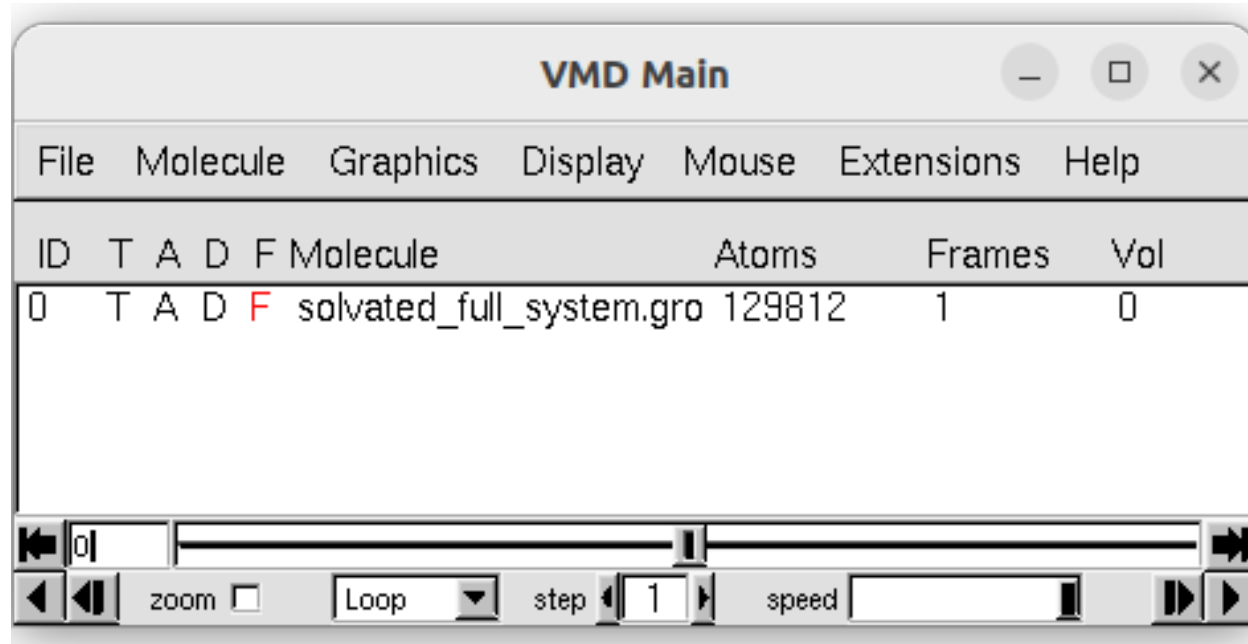 VMD Main
File Molecule Graphics Display Mouse Extensions Help
ID T A D F Molecule Atoms Frames Vol
0 T A D F solvated_full_system.gro 129812 1 0
0
zoom Loop step 1 speed